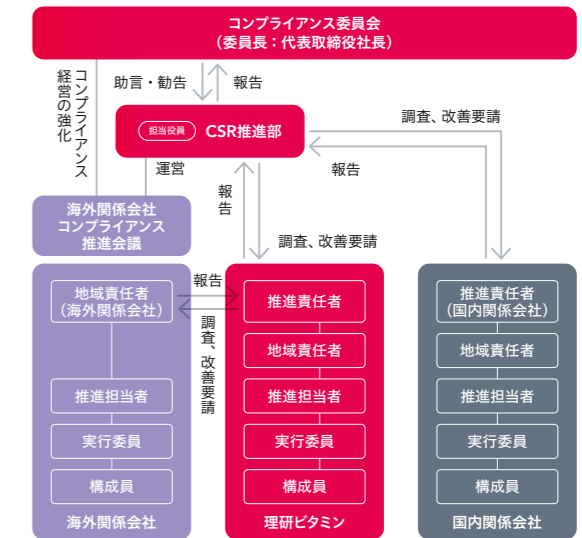 コンプライアンス委員会
（委員長：代表取締役社長）
コンプライアンス
経営の強化
助言・勧告
報告
担当役員 CSR推進部
調査、改善要請
報告
運営
報告
調査、改善要請
海外関係会社
コンプライアンス
推進会議
地域責任者
（海外関係会社）
推進担当者
実行委員
構成員
海外関係会社
報告
調査、改善要請
推進責任者
地域責任者
推進担当者
実行委員
構成員
理研ビタミン
推進責任者
（国内関係会社）
地域責任者
推進担当者
実行委員
構成員
国内関係会社